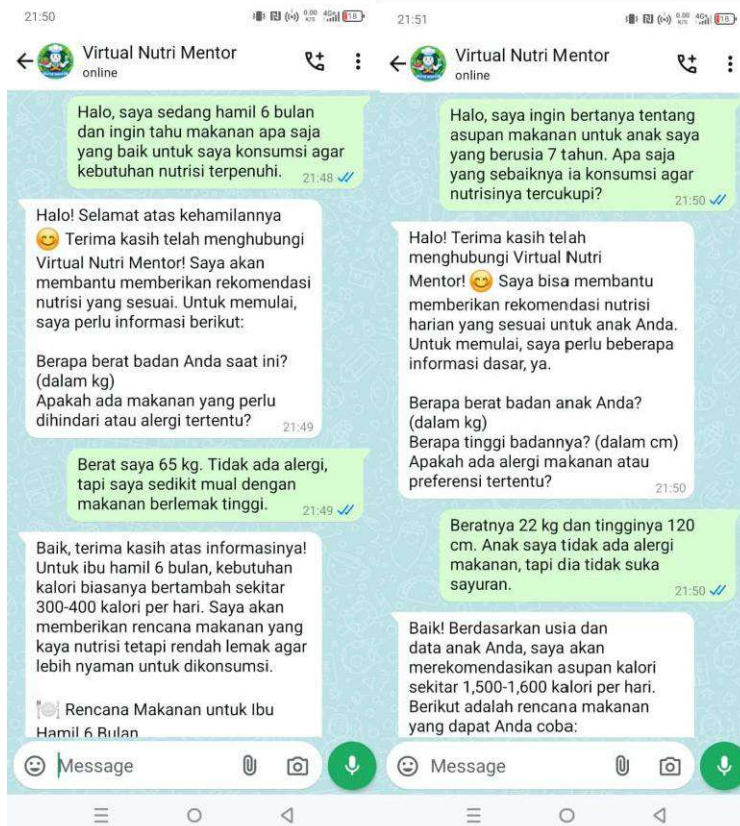 21:50
0.00
K/S
4G
18
Virtual Nutri Mentor
online
Halo, saya sedang hamil 6 bulan
dan ingin tahu makanan apa saja
yang baik untuk saya konsumsi agar
kebutuhan nutrisi terpenuhi.
21:48
Halo! Selamat atas kehamilannya
😊 Terima kasih telah menghubungi
Virtual Nutri Mentor! Saya akan
membantu memberikan rekomendasi
nutrisi yang sesuai. Untuk memulai,
saya perlu informasi berikut:
Berapa berat badan Anda saat ini?
(dalam kg)
Apakah ada makanan yang perlu
dihindari atau alergi tertentu?
21:49
Berat saya 65 kg. Tidak ada alergi,
tapi saya sedikit mual dengan
makanan berlemak tinggi.
21:49
Baik, terima kasih atas informasinya!
Untuk ibu hamil 6 bulan, kebutuhan
kalori biasanya bertambah sekitar
300-400 kalori per hari. Saya akan
memberikan rencana makanan yang
kaya nutrisi tetapi rendah lemak agar
lebih nyaman untuk dikonsumsi.
🍽️ Rencana Makanan untuk Ibu
Hamil 6 Bulan
Message
21:51
0.00
K/S
4G
18
Virtual Nutri Mentor
online
Halo, saya ingin bertanya tentang
asupan makanan untuk anak saya
yang berusia 7 tahun. Apa saja
yang sebaiknya ia konsumsi agar
nutrisinya tercukupi?
21:50
Halo! Terima kasih telah
menghubungi Virtual Nutri
Mentor! 😊 Saya bisa membantu
memberikan rekomendasi nutrisi
harian yang sesuai untuk anak Anda.
Untuk memulai, saya perlu beberapa
informasi dasar, ya.
Berapa berat badan anak Anda?
(dalam kg)
Berapa tinggi badannya? (dalam cm)
Apakah ada alergi makanan atau
preferensi tertentu?
21:50
Beratnya 22 kg dan tingginya 120
cm. Anak saya tidak ada alergi
makanan, tapi dia tidak suka
sayuran.
21:50
Baik! Berdasarkan usia dan
data anak Anda, saya akan
merekomendasikan asupan kalori
sekitar 1,500-1,600 kalori per hari.
Berikut adalah rencana makanan
yang dapat Anda coba:
Message